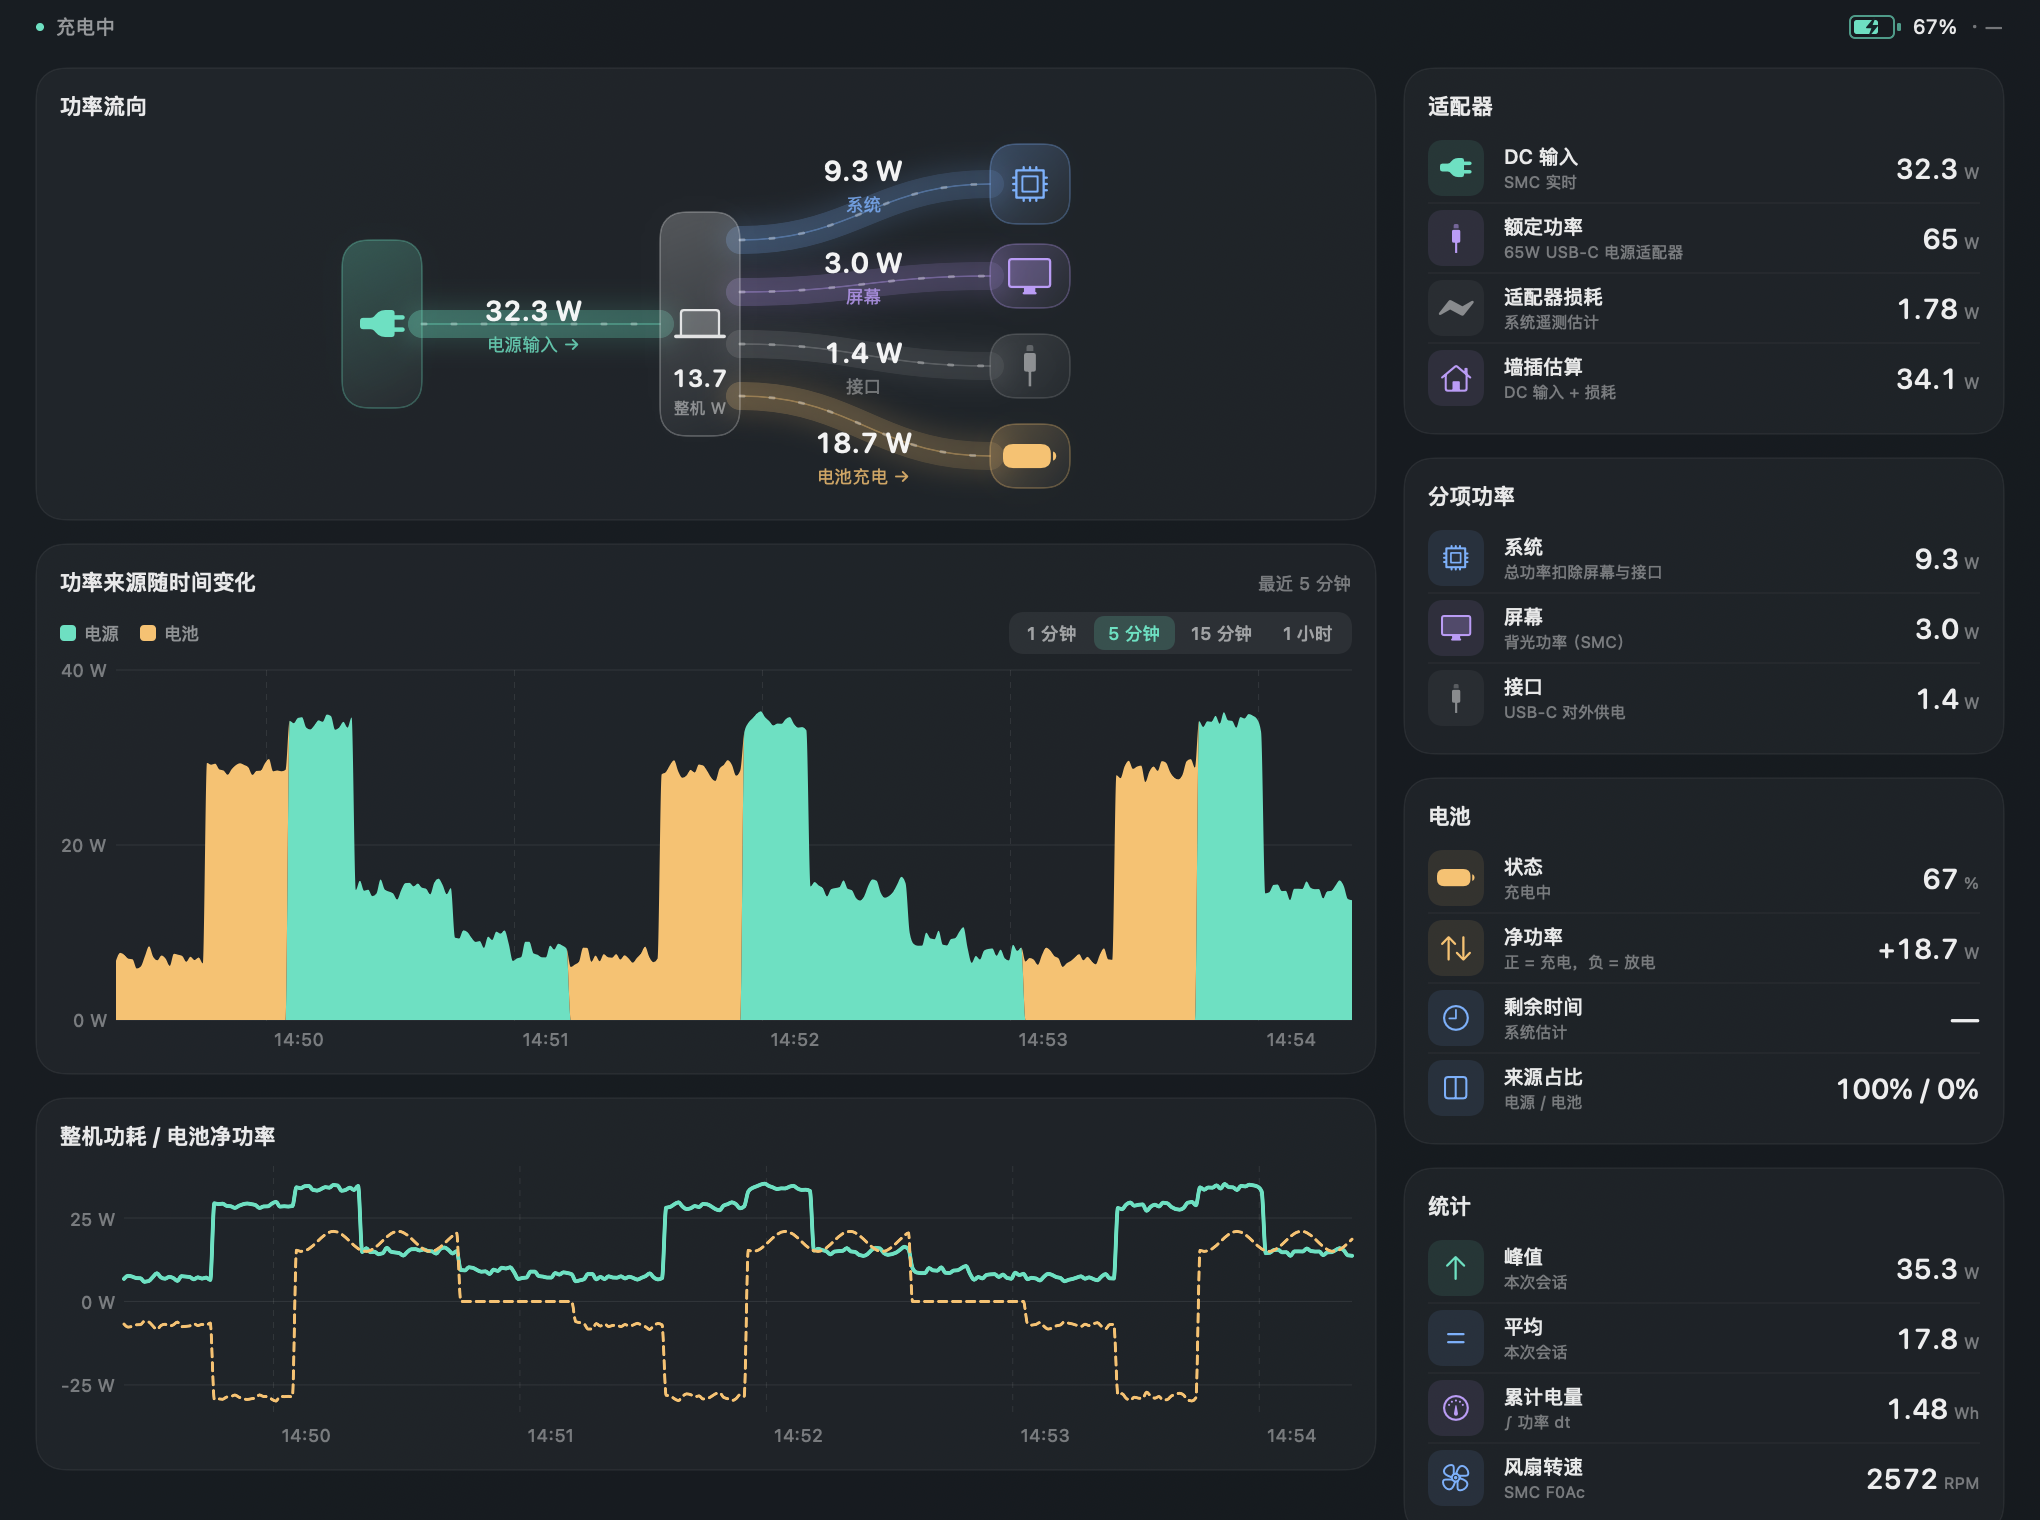 充电中
67% · —
功率流向
9.3 W
系统
3.0 W
屏幕
32.3 W
电源输入 →
1.4 W
接口
13.7
整机 W
18.7 W
电池充电 →
功率来源随时间变化
最近 5 分钟
电源 电池
1 分钟 5 分钟 15 分钟 1 小时
40 W
20 W
0 W
14:50 14:51 14:52 14:53 14:54
整机功耗 / 电池净功率
25 W
0 W
-25 W
14:50 14:51 14:52 14:53 14:54
适配器
DC 输入
SMC 实时
32.3 W
额定功率
65W USB-C 电源适配器
65 W
适配器损耗
系统遥测估计
1.78 W
墙插估算
DC 输入 + 损耗
34.1 W
分项功率
系统
总功率扣除屏幕与接口
9.3 W
屏幕
背光功率 (SMC)
3.0 W
接口
USB-C 对外供电
1.4 W
电池
状态
充电中
67 %
净功率
正 = 充电，负 = 放电
+18.7 W
剩余时间
系统估计
—
来源占比
电源 / 电池
100% / 0%
统计
峰值
本次会话
35.3 W
平均
本次会话
17.8 W
累计电量
∫ 功率 dt
1.48 Wh
风扇转速
SMC F0Ac
2572 RPM